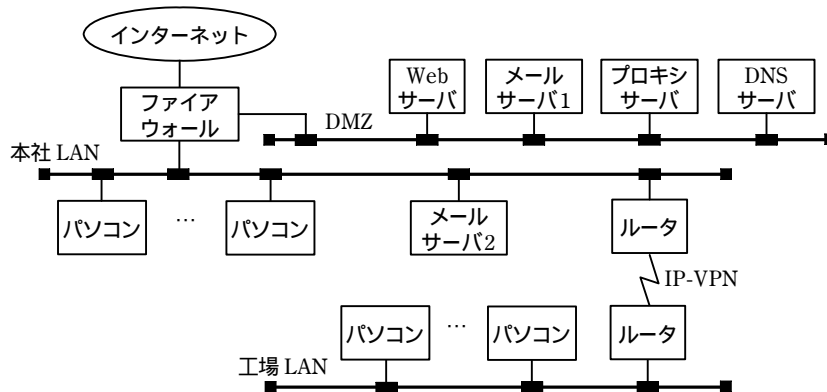 インターネット
ファイア
ウォール
DMZ
Web
サーバ
メール
サーバ1
プロキシ
サーバ
DNS
サーバ
本社 LAN
パソコン
…
パソコン
メール
サーバ2
ルータ
IP-VPN
パソコン
…
パソコン
ルータ
工場 LAN